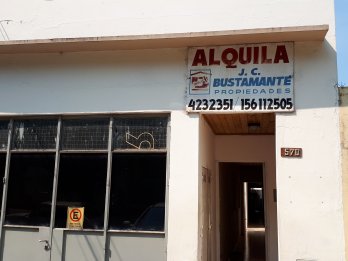 ALQUILA
J. C.
BUSTAMANTE
PROPIEDADES
4232351 156112505
570
E